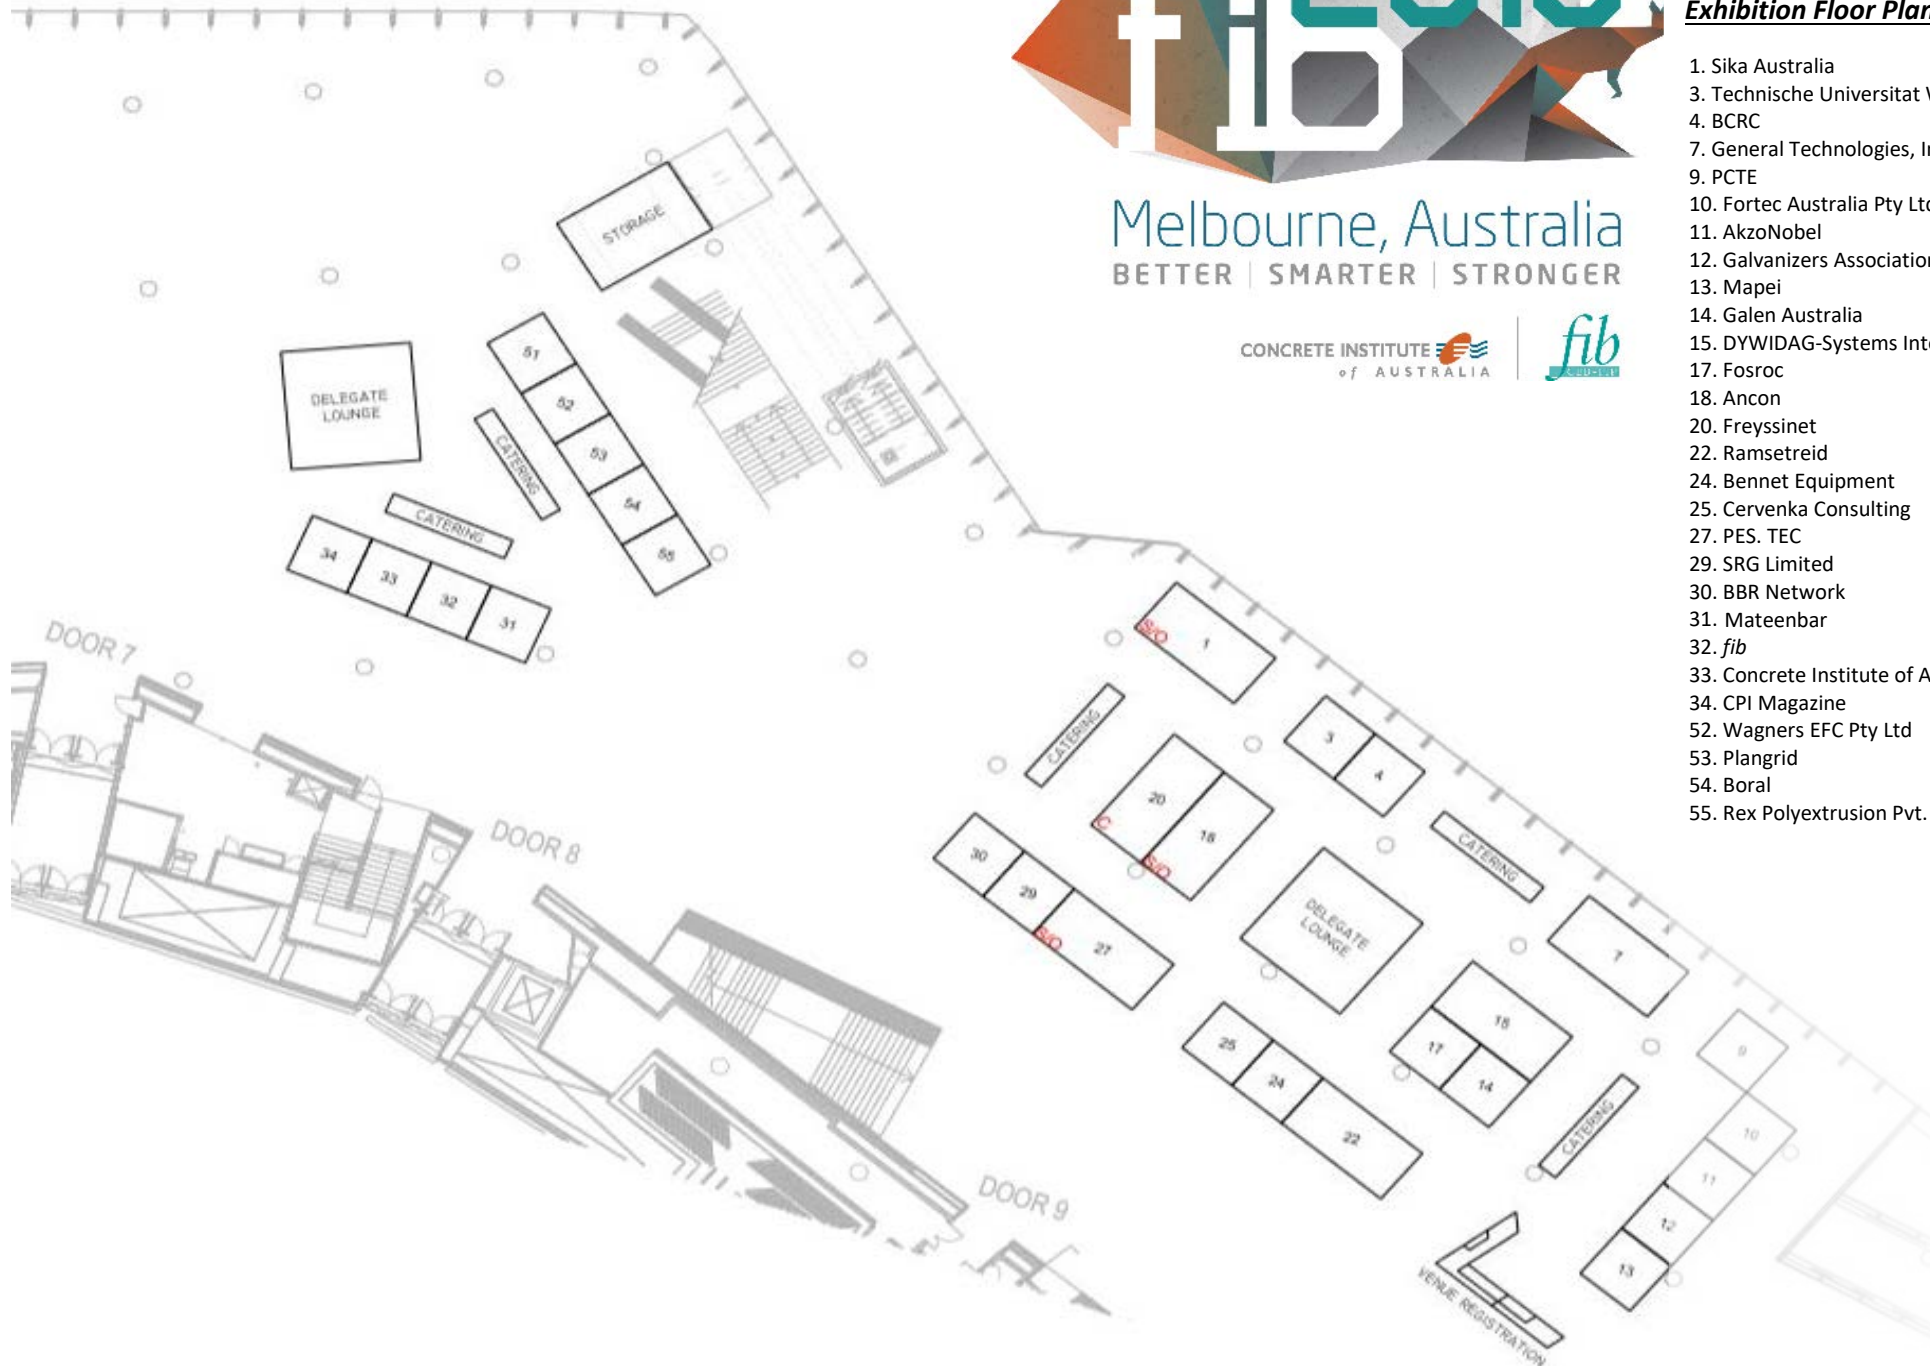 Exhibition Floor Plan
fib
Melbourne, Australia
BETTER | SMARTER | STRONGER
CONCRETE INSTITUTE
of AUSTRALIA
fib
1. Sika Australia
3. Technische Universitat
4. BCRC
7. General Technologies,
9. PCTE
10. Fortec Australia Pty Ltd
11. AkzoNobel
12. Galvanizers Association
13. Mapei
14. Galen Australia
15. DYWIDAG-Systems
17. Fosroc
18. Ancon
20. Freyssinet
22. Ramsetreid
24. Bennet Equipment
25. Cervenka Consulting
27. PES. TEC
29. SRG Limited
30. BBR Network
31. Mateenbar
32. fib
33. Concrete Institute of
34. CPI Magazine
52. Wagners EFC Pty Ltd
53. Plangrid
54. Boral
55. Rex Polyextrusion Pvt.
STORAGE
DELEGATE
LOUNGE
51
52
53
54
55
CATERING
CATERING
34
33
32
31
DOOR 7
DOOR 8
DOOR 9
S/O
1
CATERING
3
4
20
C
18
S/O
CATERING
30
29
S/O
27
DELEGATE
LOUNGE
7
15
17
14
25
24
22
9
10
11
12
13
CATERING
VENUE REGISTRATION